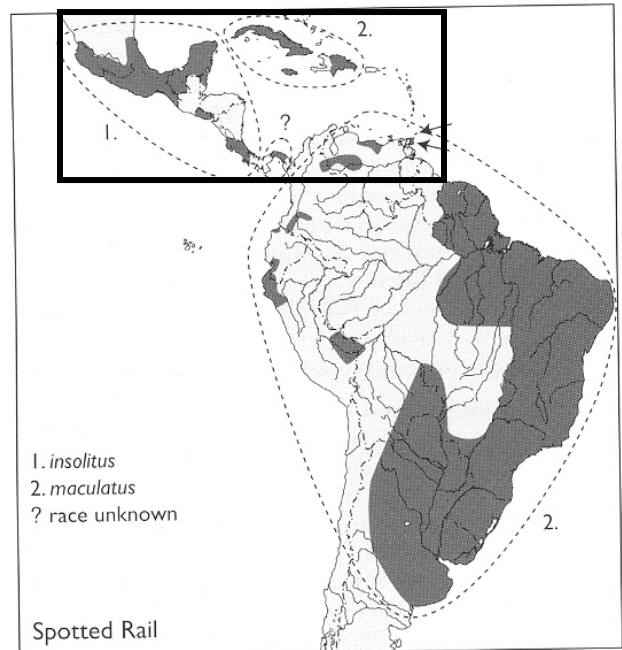 2.
?
1.
1. insolitus
2. maculatus
? race unknown
2.
Spotted Rail